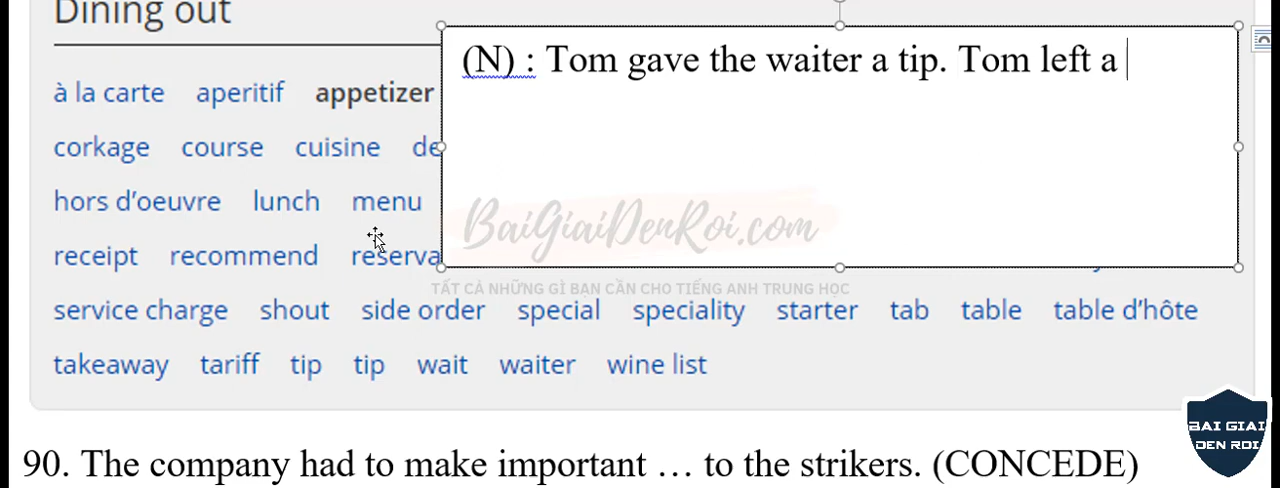 Dining out
(N) : Tom gave the waiter a tip. Tom left a
à la carte aperitif appetizer
corkage course cuisine de
hors d’oeuvre lunch menu
BaiGiaiDenRoi.com
receipt recommend reserva
TẤT CẢ NHỮNG GÌ BẠN CẦN CHO TIẾNG ANH TRUNG HỌC
service charge shout side order special speciality starter tab table table d’hôte
takeaway tariff tip tip wait waiter wine list
BAI GIAI
DEN ROI
90. The company had to make important … to the strikers. (CONCEDE)